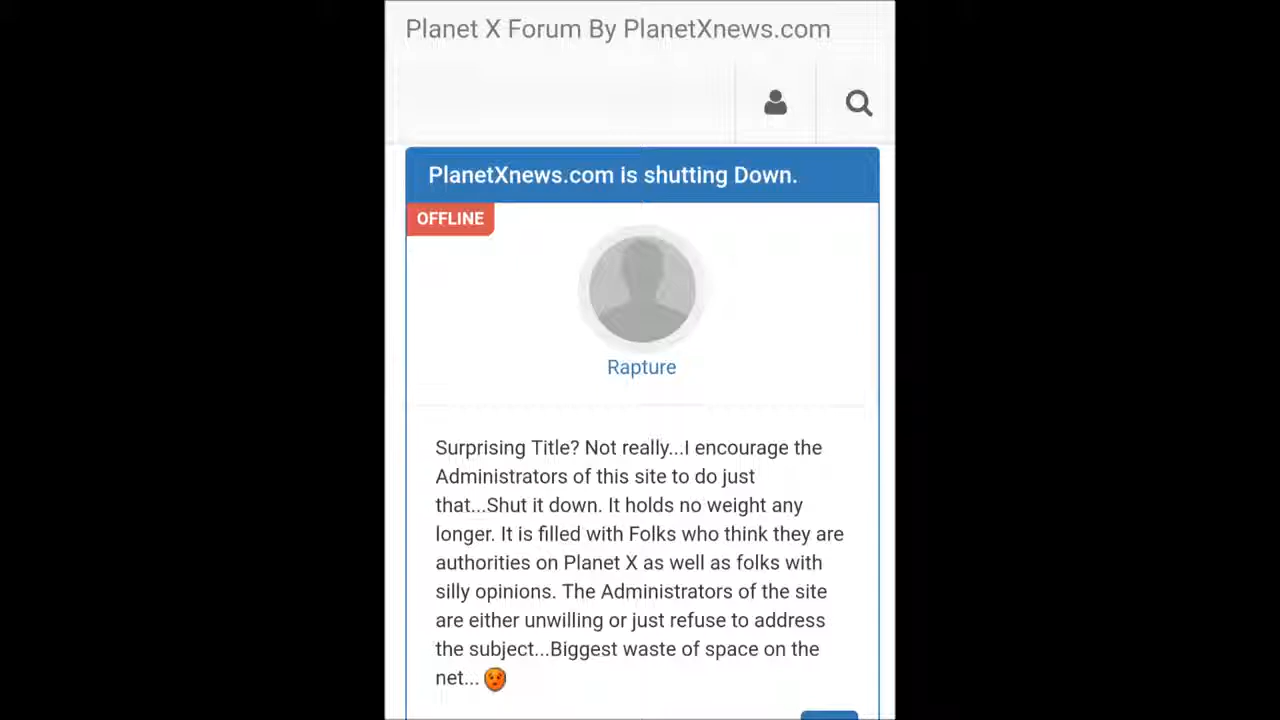 Planet X Forum By PlanetXnews.com
PlanetXnews.com is shutting Down.
OFFLINE
Rapture
Surprising Title? Not really...I encourage the
Administrators of this site to do just
that...Shut it down. It holds no weight any
longer. It is filled with Folks who think they are
authorities on Planet X as well as folks with
silly opinions. The Administrators of the site
are either unwilling or just refuse to address
the subject...Biggest waste of space on the
net...